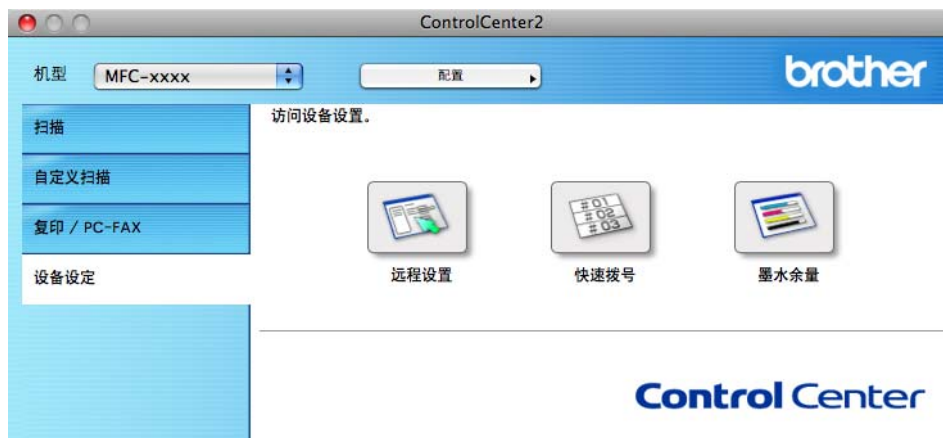 ControlCenter2
机型 MFC-xxxx 配置 brother
扫描
自定义扫描
复印 / PC-FAX
设备设定
访问设备设置。
#01
#02
#03
远程设置 快速拨号 墨水余量
Control Center